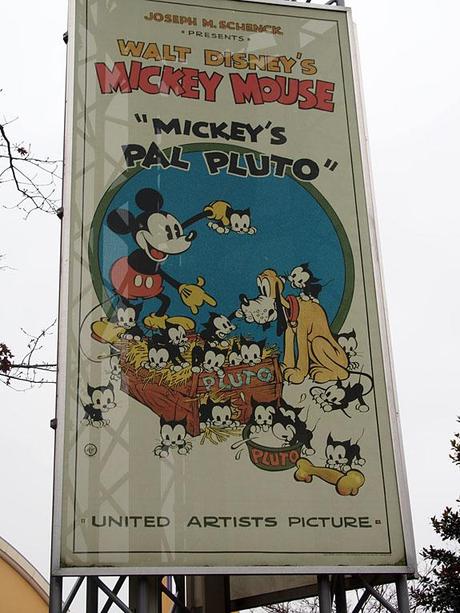 JOSEPH M. SCHENCK
• PRESENTS •
WALT DISNEY'S
MICKEY MOUSE
"MICKEY'S
PAL PLUTO"
PLUTO
PLUTO
UNITED ARTISTS PICTURE